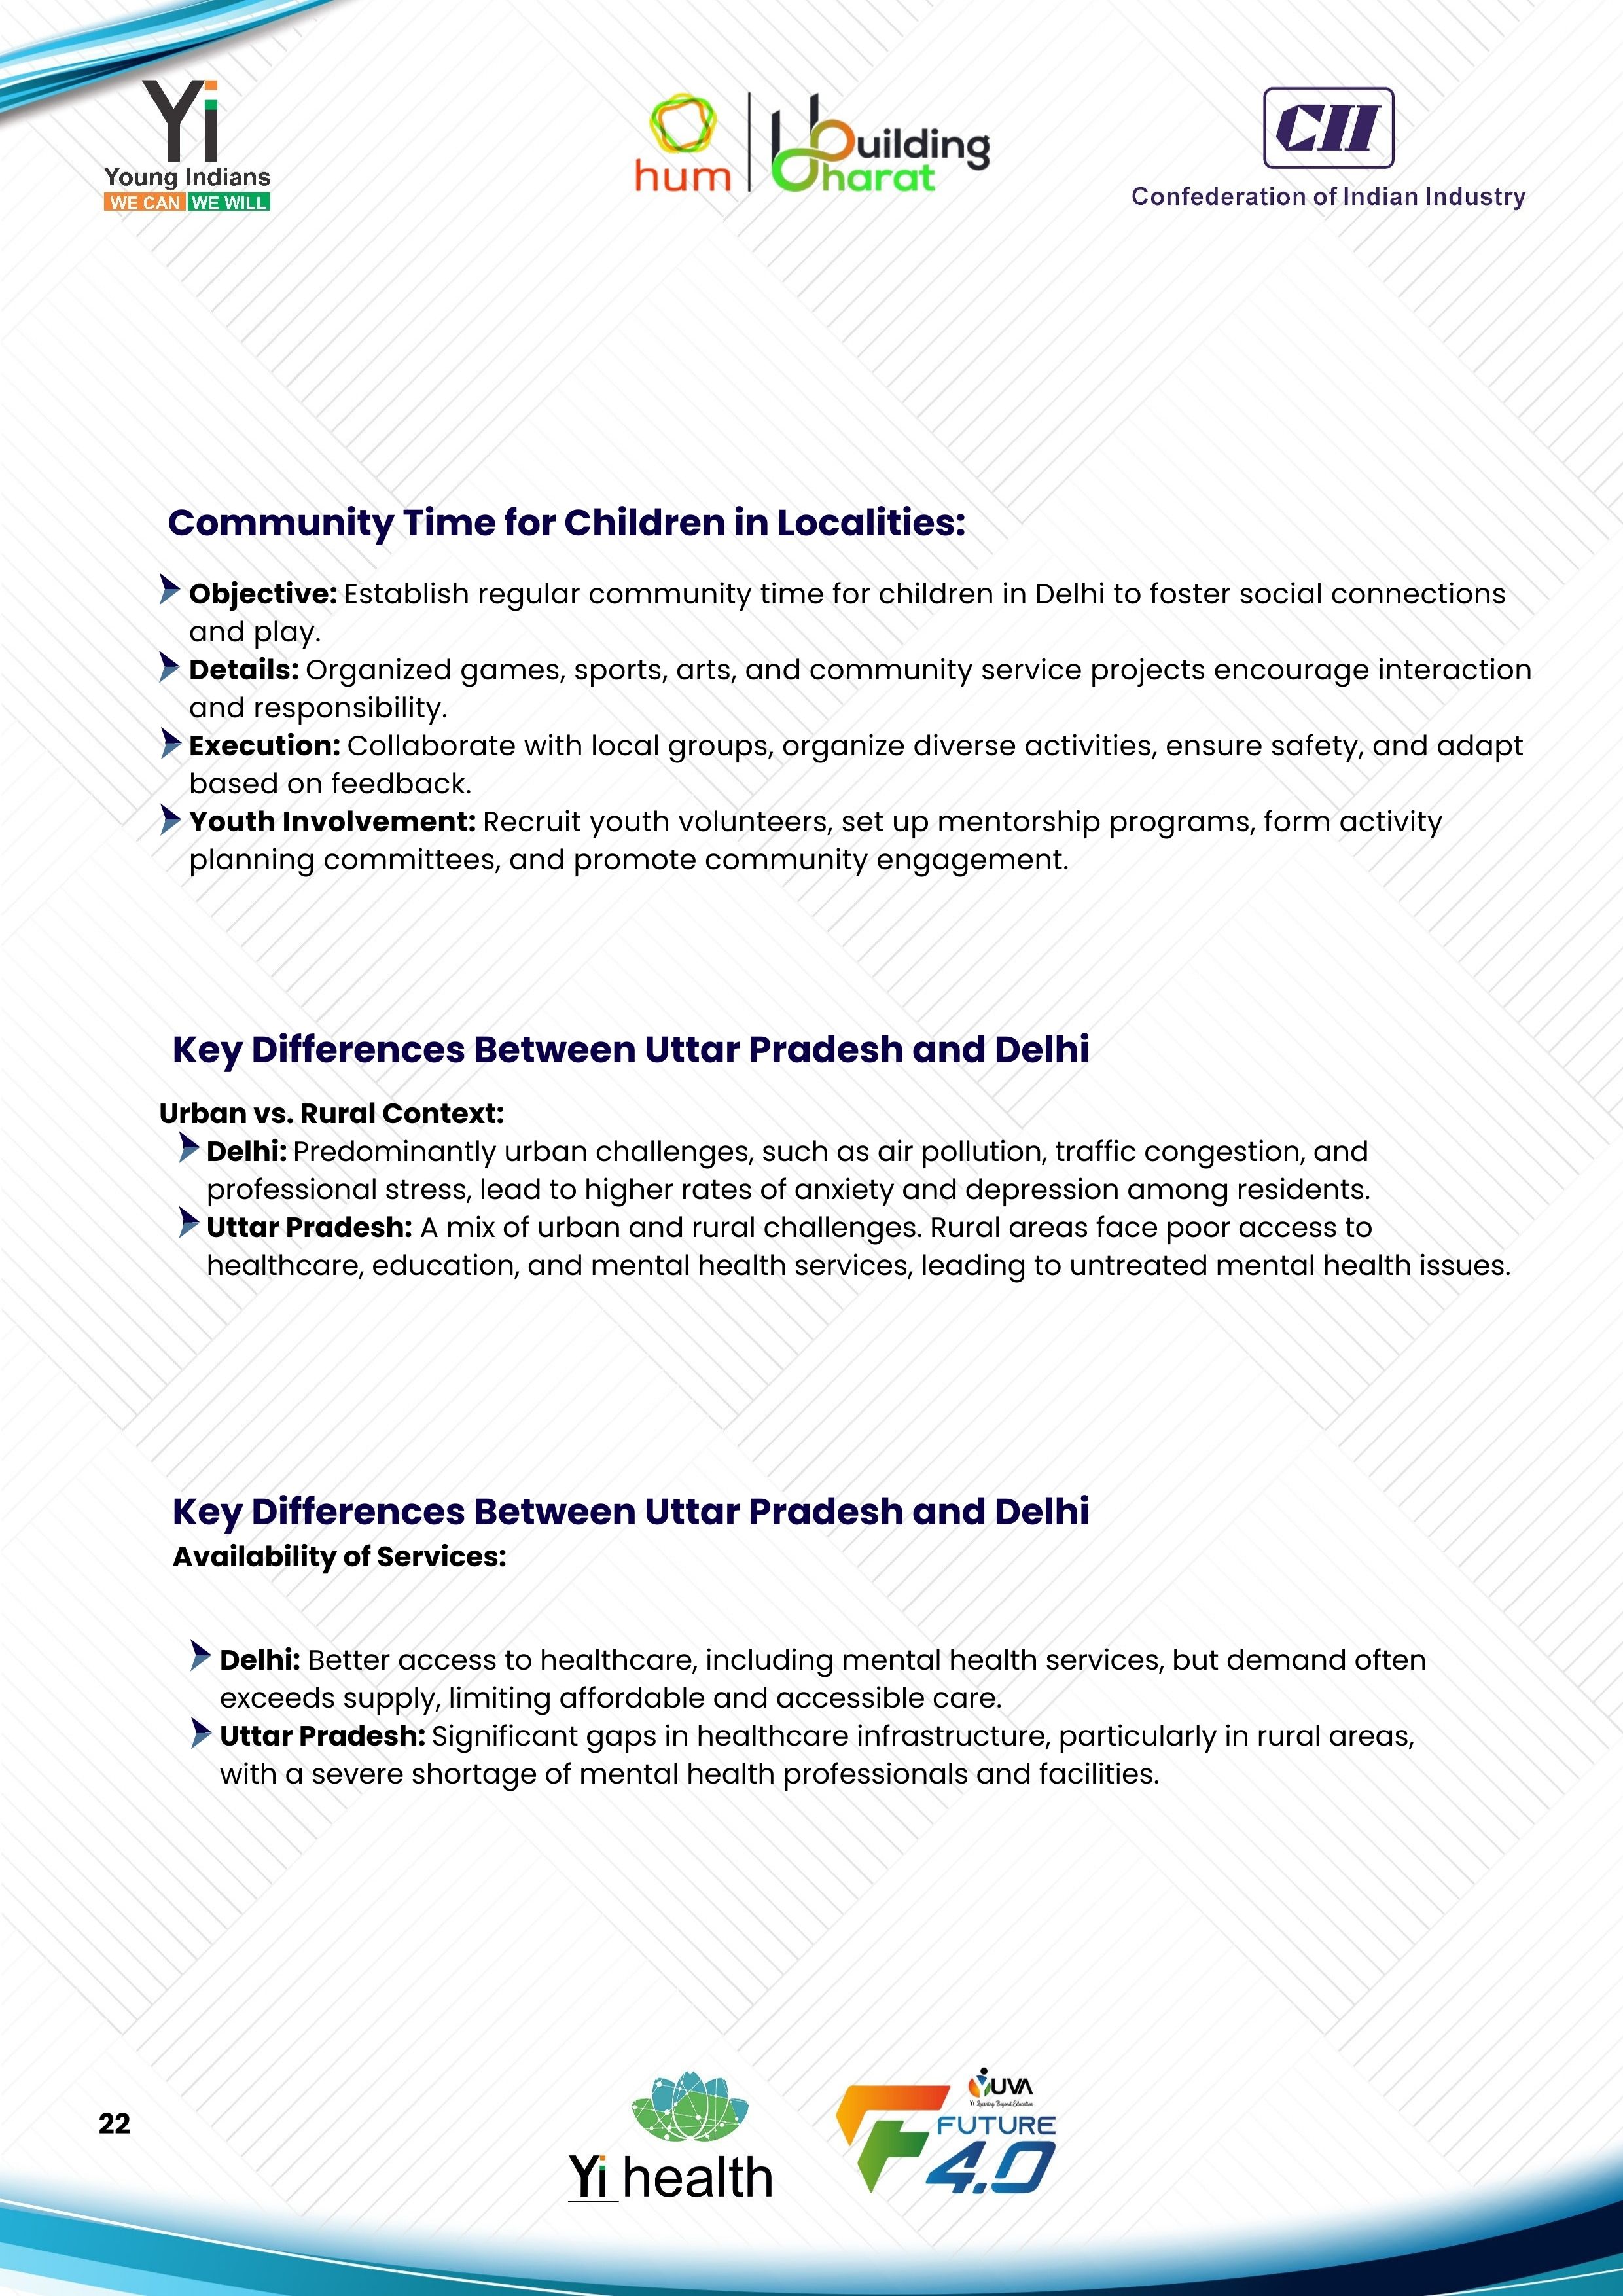 Yi
Young Indians
WE CAN WE WILL
hum
Building
Bharat
CII
Confederation of Indian Industry
Community Time for Children in Localities:
Objective: Establish regular community time for children in Delhi to foster social connections
and play.
Details: Organized games, sports, arts, and community service projects encourage interaction
and responsibility.
Execution: Collaborate with local groups, organize diverse activities, ensure safety, and adapt
based on feedback.
Youth Involvement: Recruit youth volunteers, set up mentorship programs, form activity
planning committees, and promote community engagement.
Key Differences Between Uttar Pradesh and Delhi
Urban vs. Rural Context:
Delhi: Predominantly urban challenges, such as air pollution, traffic congestion, and
professional stress, lead to higher rates of anxiety and depression among residents.
Uttar Pradesh: A mix of urban and rural challenges. Rural areas face poor access to
healthcare, education, and mental health services, leading to untreated mental health issues.
Key Differences Between Uttar Pradesh and Delhi
Availability of Services:
Delhi: Better access to healthcare, including mental health services, but demand often
exceeds supply, limiting affordable and accessible care.
Uttar Pradesh: Significant gaps in healthcare infrastructure, particularly in rural areas,
with a severe shortage of mental health professionals and facilities.
22
Yi health
YUVA
Yi Learning Beyond Education
FUTURE
4.0